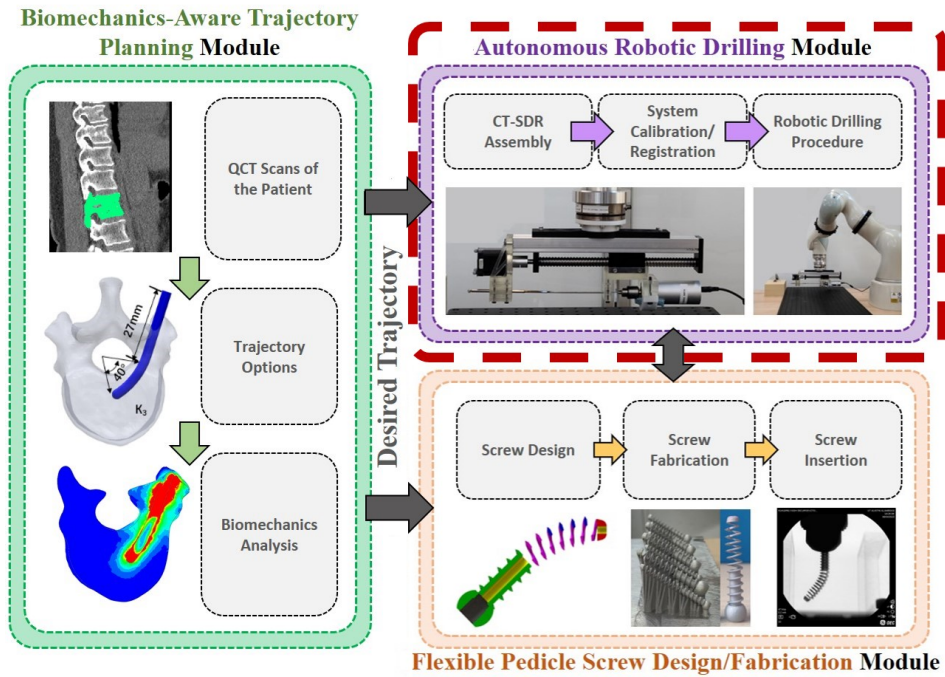 Biomechanics-Aware Trajectory
Planning Module
QCT Scans of
the Patient
27mm
40°
K3
Trajectory
Options
Biomechanics
Analysis
Desired Trajectory
Autonomous Robotic Drilling Module
CT-SDR
Assembly
System
Calibration/
Registration
Robotic Drilling
Procedure
Screw Design
Screw
Fabrication
Screw
Insertion
Flexible Pedicle Screw Design/Fabrication Module